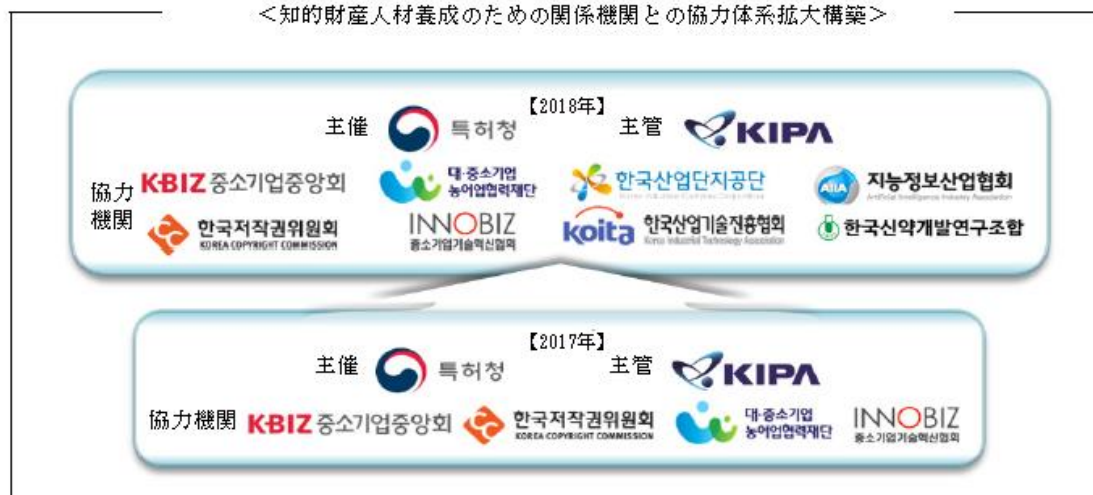 ＜知的財産人材養成のための関係機関との協力体系拡大構築＞
【2018年】
主催 특허청 主管 KIPA
協力機関
K-BIZ 중소기업중앙회 대·중소기업 농어업협력재단 한국산업단지공단 AIIA 지능정보산업협회
Artificial Intelligence Industry Association
한국저작권위원회 INNOBIZ koita 한국산업기술진흥협회 한국신약개발연구조합
KOREA COPYRIGHT COMMISSION 중소기업기술혁신협회 Korea Industrial Technology Association
【2017年】
主催 특허청 主管 KIPA
協力機関 K-BIZ 중소기업중앙회 한국저작권위원회 대·중소기업 농어업협력재단 INNOBIZ
KOREA COPYRIGHT COMMISSION 중소기업기술혁신협회